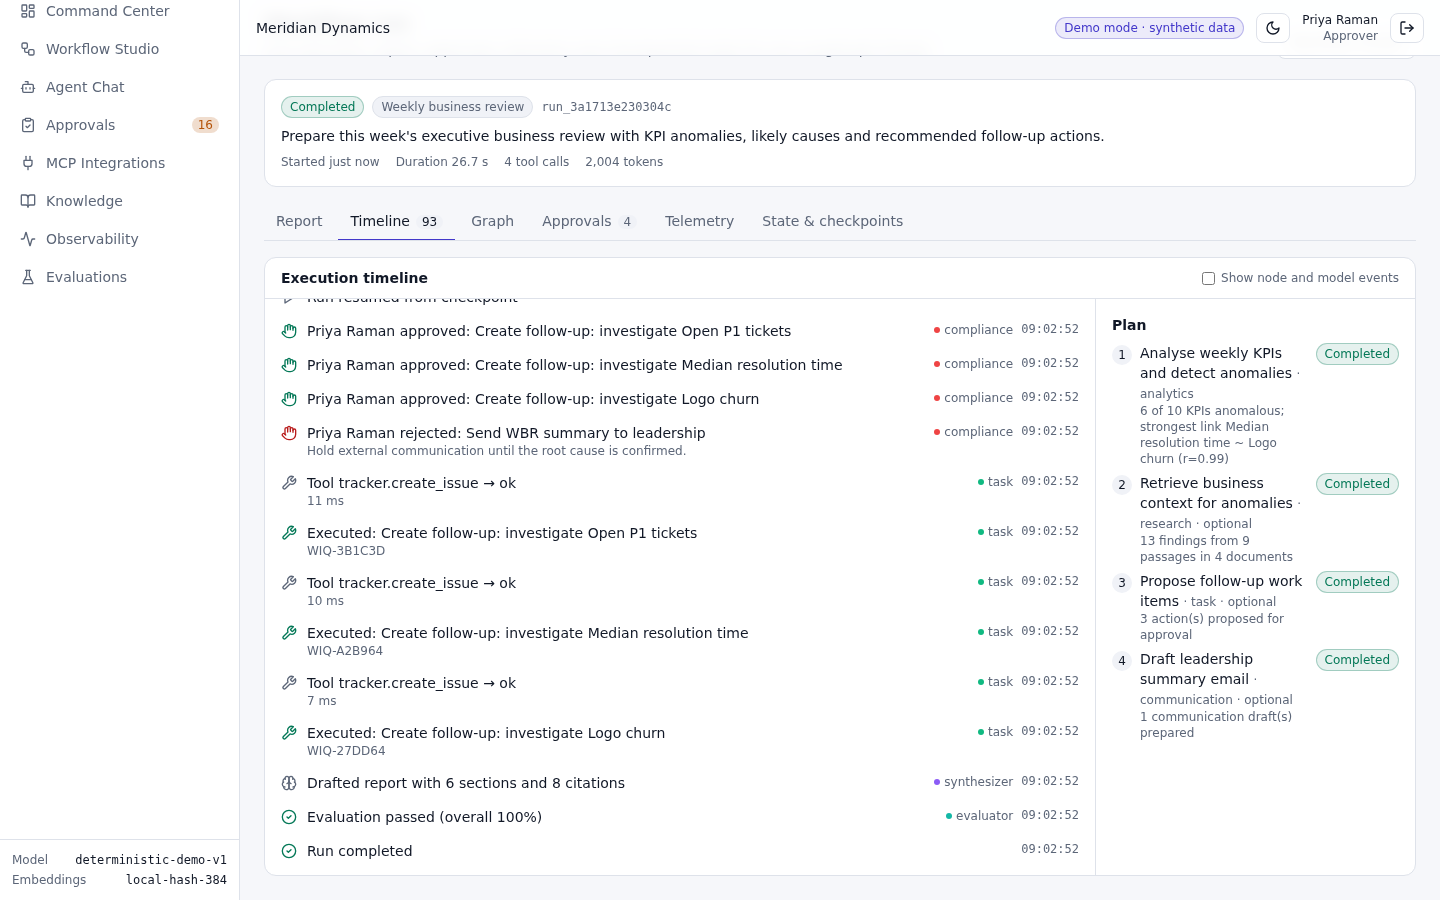 Command Center
Workflow Studio
Agent Chat
Approvals 16
MCP Integrations
Knowledge
Observability
Evaluations
Model deterministic-demo-v1
Embeddings local-hash-384
Meridian Dynamics
Demo mode · synthetic data
Priya Raman
Approver
Completed Weekly business review run_3a1713e230304c
Prepare this week's executive business review with KPI anomalies, likely causes and recommended follow-up actions.
Started just now Duration 26.7 s 4 tool calls 2,004 tokens
Report Timeline 93 Graph Approvals 4 Telemetry State & checkpoints
Execution timeline
Show node and model events
Run resumed from checkpoint
Priya Raman approved: Create follow-up: investigate Open P1 tickets compliance 09:02:52
Priya Raman approved: Create follow-up: investigate Median resolution time compliance 09:02:52
Priya Raman approved: Create follow-up: investigate Logo churn compliance 09:02:52
Priya Raman rejected: Send WBR summary to leadership compliance 09:02:52
Hold external communication until the root cause is confirmed.
Tool tracker.create_issue → ok task 09:02:52
11 ms
Executed: Create follow-up: investigate Open P1 tickets task 09:02:52
WIQ-3B1C3D
Tool tracker.create_issue → ok task 09:02:52
10 ms
Executed: Create follow-up: investigate Median resolution time task 09:02:52
WIQ-A2B964
Tool tracker.create_issue → ok task 09:02:52
7 ms
Executed: Create follow-up: investigate Logo churn task 09:02:52
WIQ-27DD64
Drafted report with 6 sections and 8 citations synthesizer 09:02:52
Evaluation passed (overall 100%) evaluator 09:02:52
Run completed 09:02:52
Plan
1 Analyse weekly KPIs Completed
and detect anomalies ·
analytics
6 of 10 KPIs anomalous;
strongest link Median
resolution time ~ Logo
churn (r=0.99)
2 Retrieve business Completed
context for anomalies ·
research · optional
13 findings from 9
passages in 4 documents
3 Propose follow-up work Completed
items · task · optional
3 action(s) proposed for
approval
4 Draft leadership Completed
summary email ·
communication · optional
1 communication draft(s)
prepared